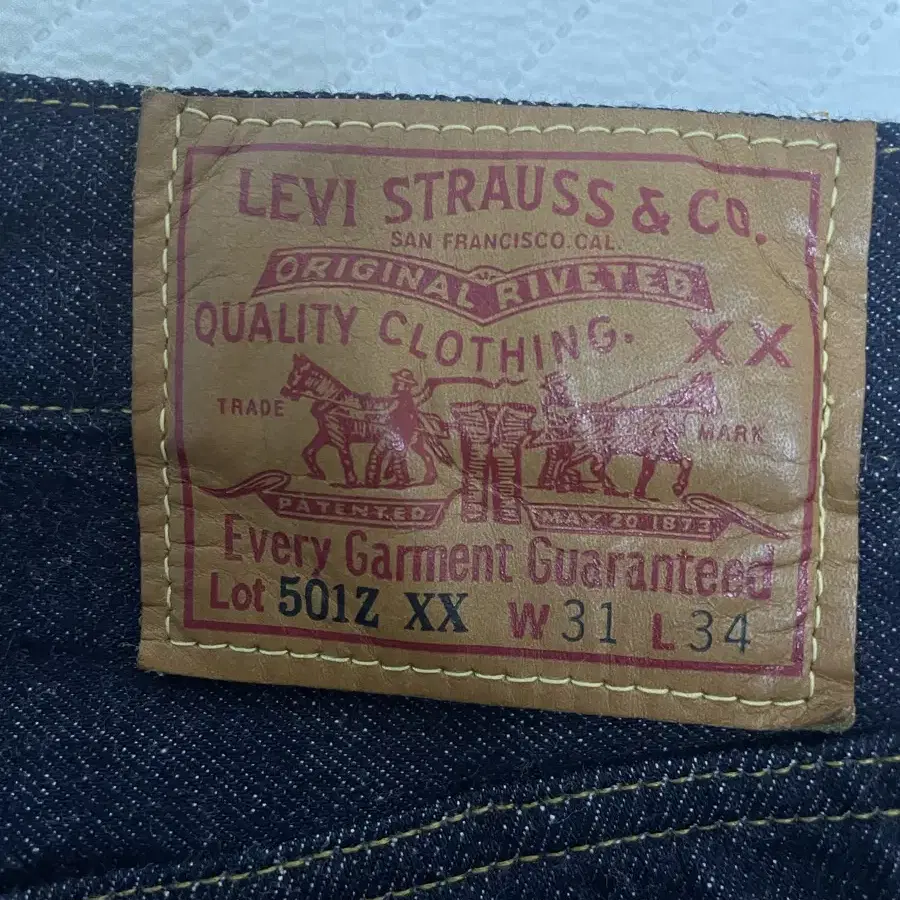 LEVI STRAUSS & CO.
SAN FRANCISCO. CAL.
ORIGINAL RIVETED
QUALITY CLOTHING. XX
TRADE MARK
PATENTED MAY 20 1873
Every Garment Guaranteed
Lot 501Z XX W 31 L 34